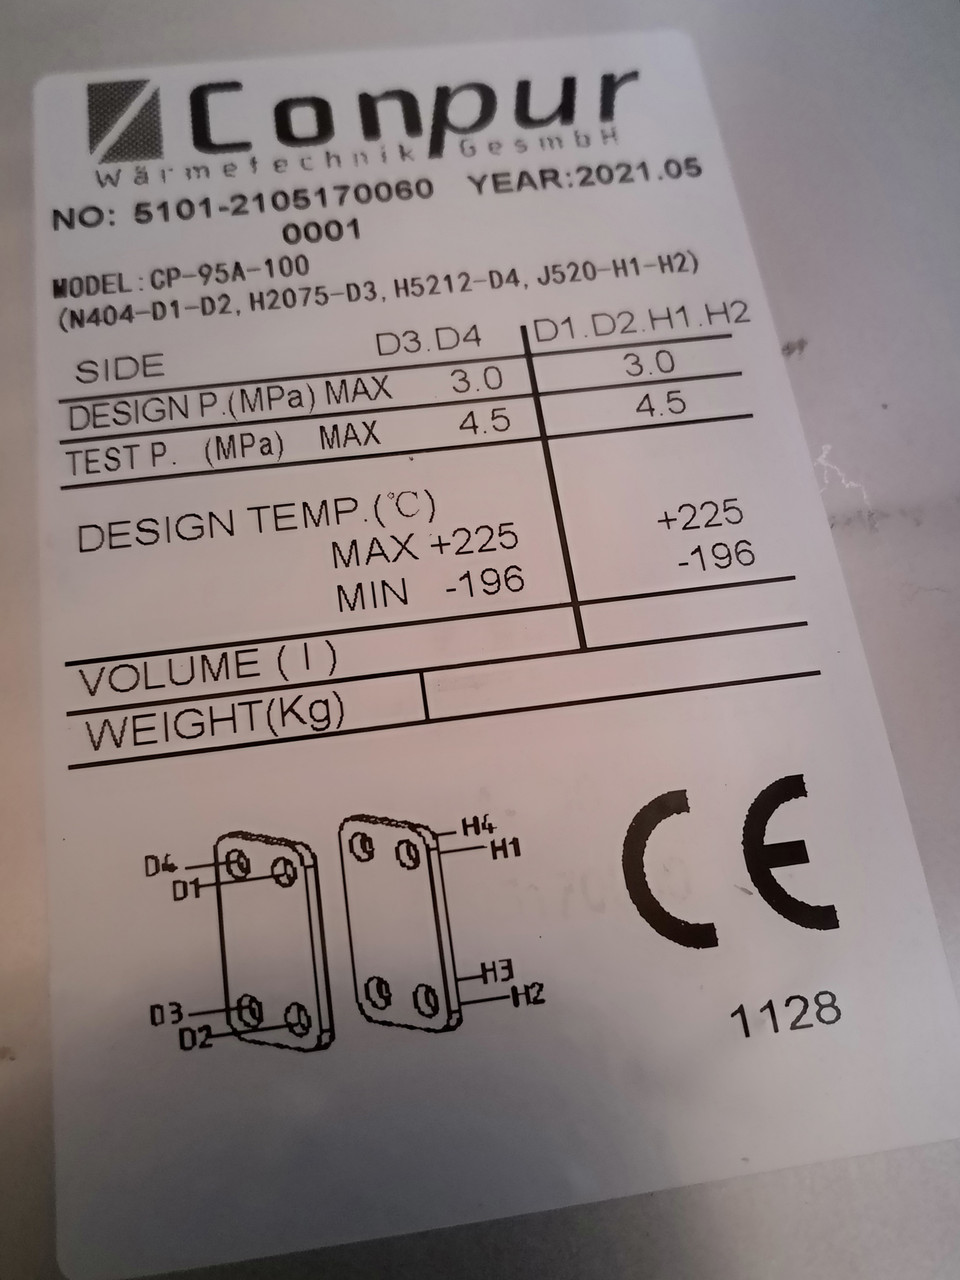 Conpur
Wärmetechnik GesmbH
NO: 5101-2105170060 YEAR:2021.05
0001
MODEL:CP-95A-100
(N404-D1-D2, H2075-D3, H5212-D4, J520-H1-H2)
SIDE D3.D4 D1.D2.H1.H2
DESIGN P.(MPa) MAX 3.0 3.0
TEST P. (MPa) MAX 4.5 4.5
DESIGN TEMP.(℃)
MAX +225 +225
MIN -196 -196
VOLUME ( l )
WEIGHT(Kg)
D4
D1
D3
D2
H4
H1
H3
H2
CE
1128